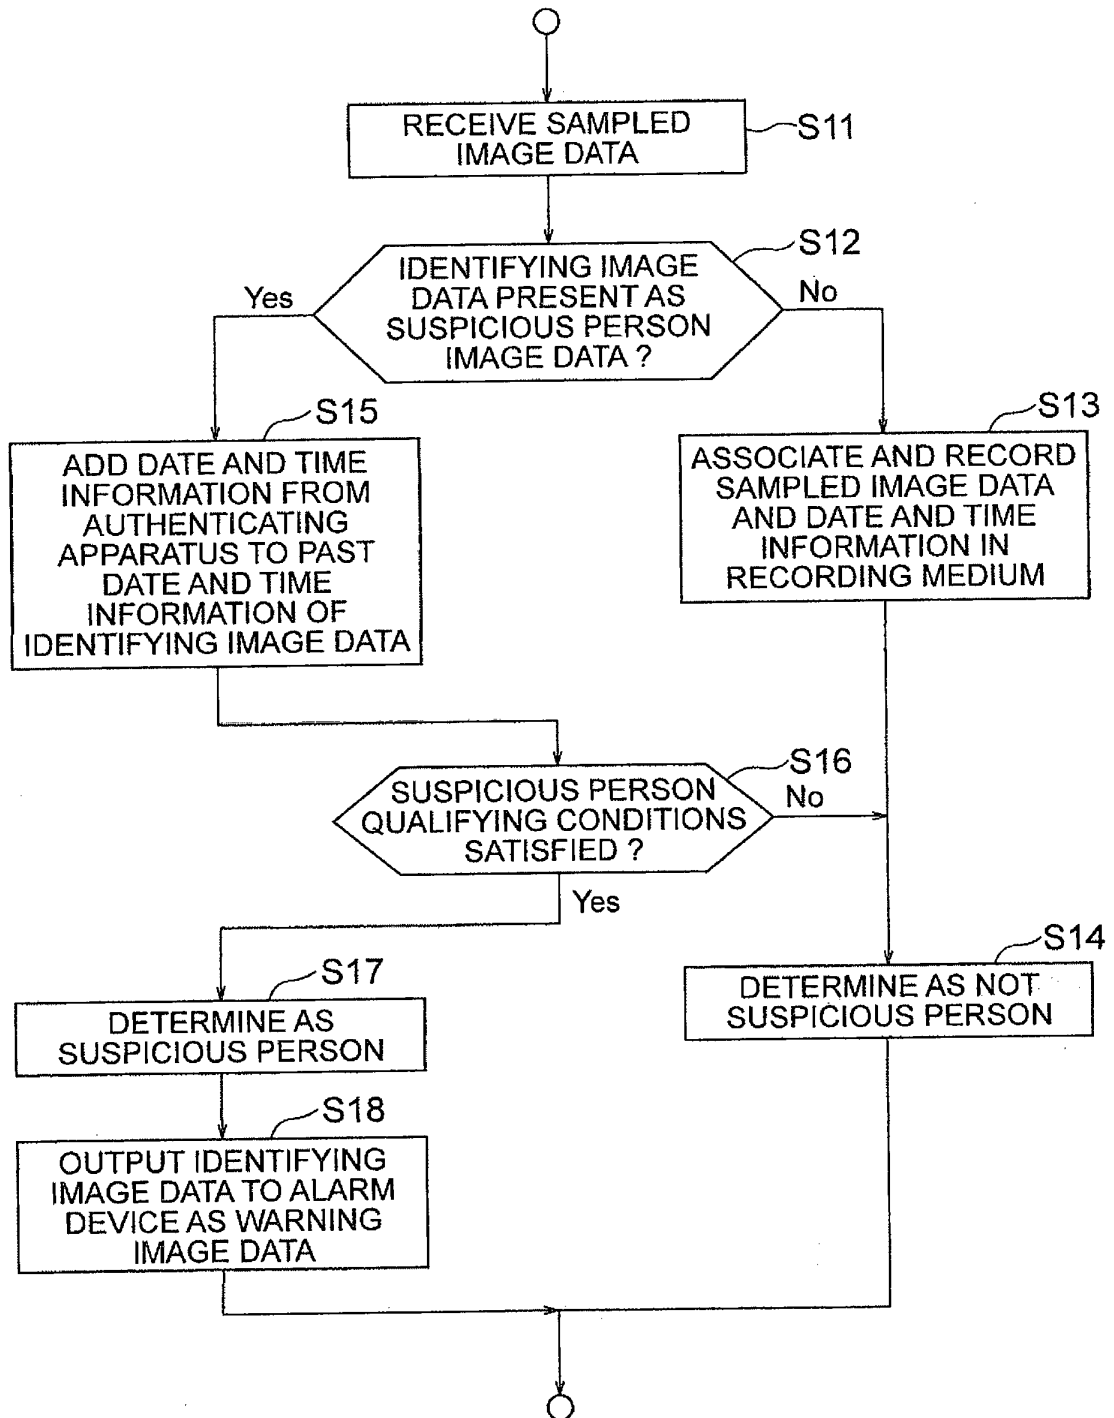 RECEIVE SAMPLED
IMAGE DATA
S11
S12
IDENTIFYING IMAGE
DATA PRESENT AS
SUSPICIOUS PERSON
IMAGE DATA ?
Yes
No
S15
ADD DATE AND TIME
INFORMATION FROM
AUTHENTICATING
APPARATUS TO PAST
DATE AND TIME
INFORMATION OF
IDENTIFYING IMAGE DATA
S13
ASSOCIATE AND RECORD
SAMPLED IMAGE DATA
AND DATE AND TIME
INFORMATION IN
RECORDING MEDIUM
S16
SUSPICIOUS PERSON
QUALIFYING CONDITIONS
SATISFIED ?
No
Yes
S17
DETERMINE AS
SUSPICIOUS PERSON
S14
DETERMINE AS NOT
SUSPICIOUS PERSON
S18
OUTPUT IDENTIFYING
IMAGE DATA TO ALARM
DEVICE AS WARNING
IMAGE DATA